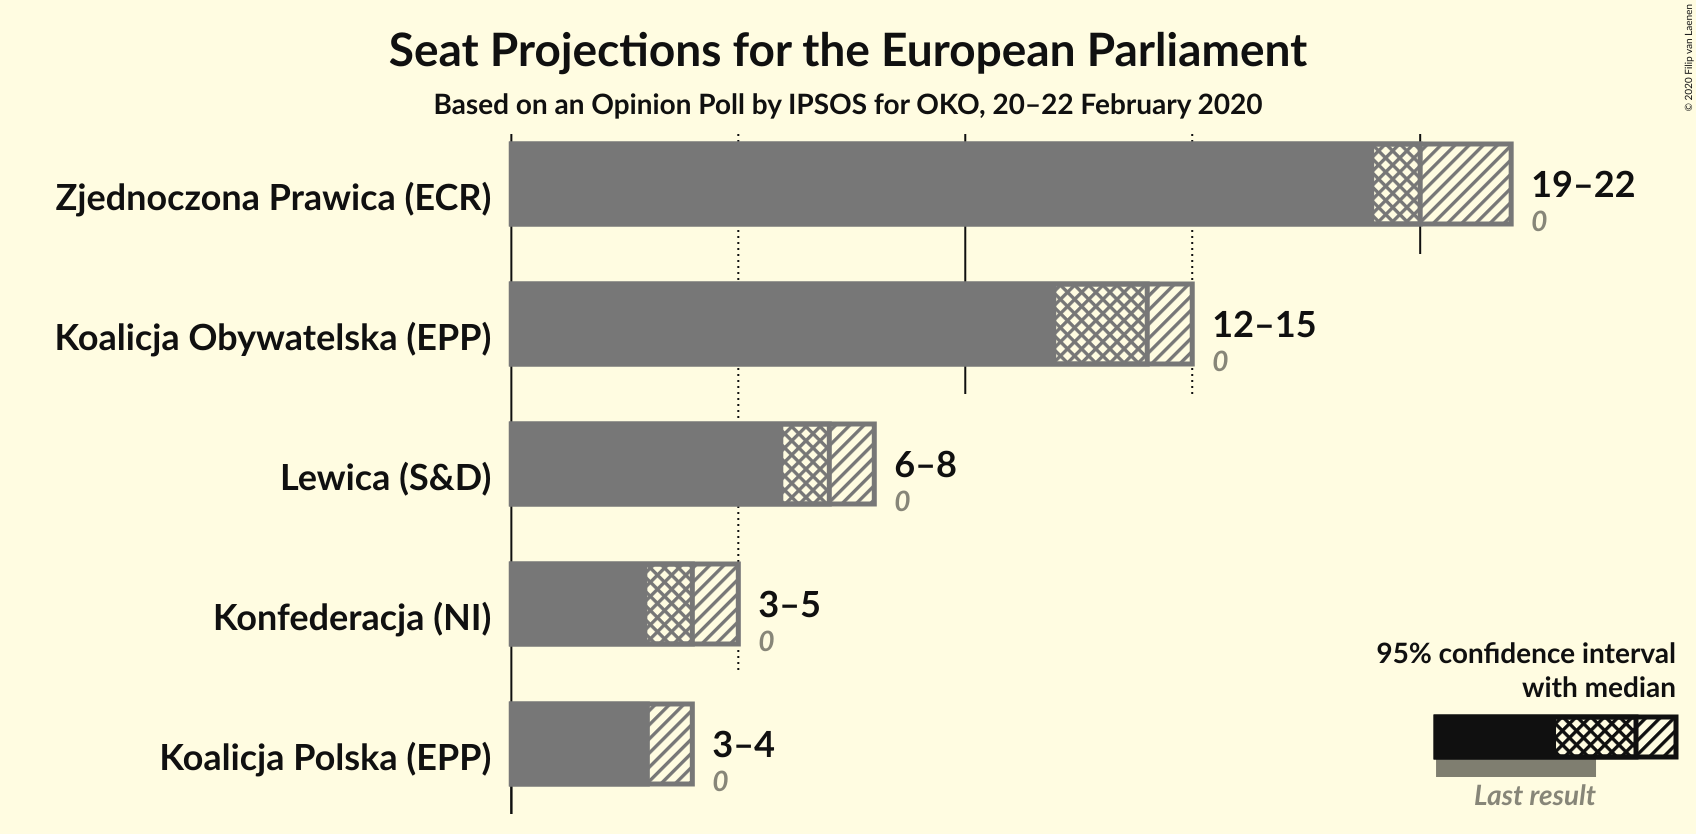 Seat Projections for the European Parliament
Based on an Opinion Poll by IPSOS for OKO, 20–22 February 2020
© 2020 Filip van Laenen
Zjednoczona Prawica (ECR)
19–22
0
Koalicja Obywatelska (EPP)
12–15
0
Lewica (S&D)
6–8
0
Konfederacja (NI)
3–5
0
Koalicja Polska (EPP)
3–4
0
95% confidence interval
with median
Last result